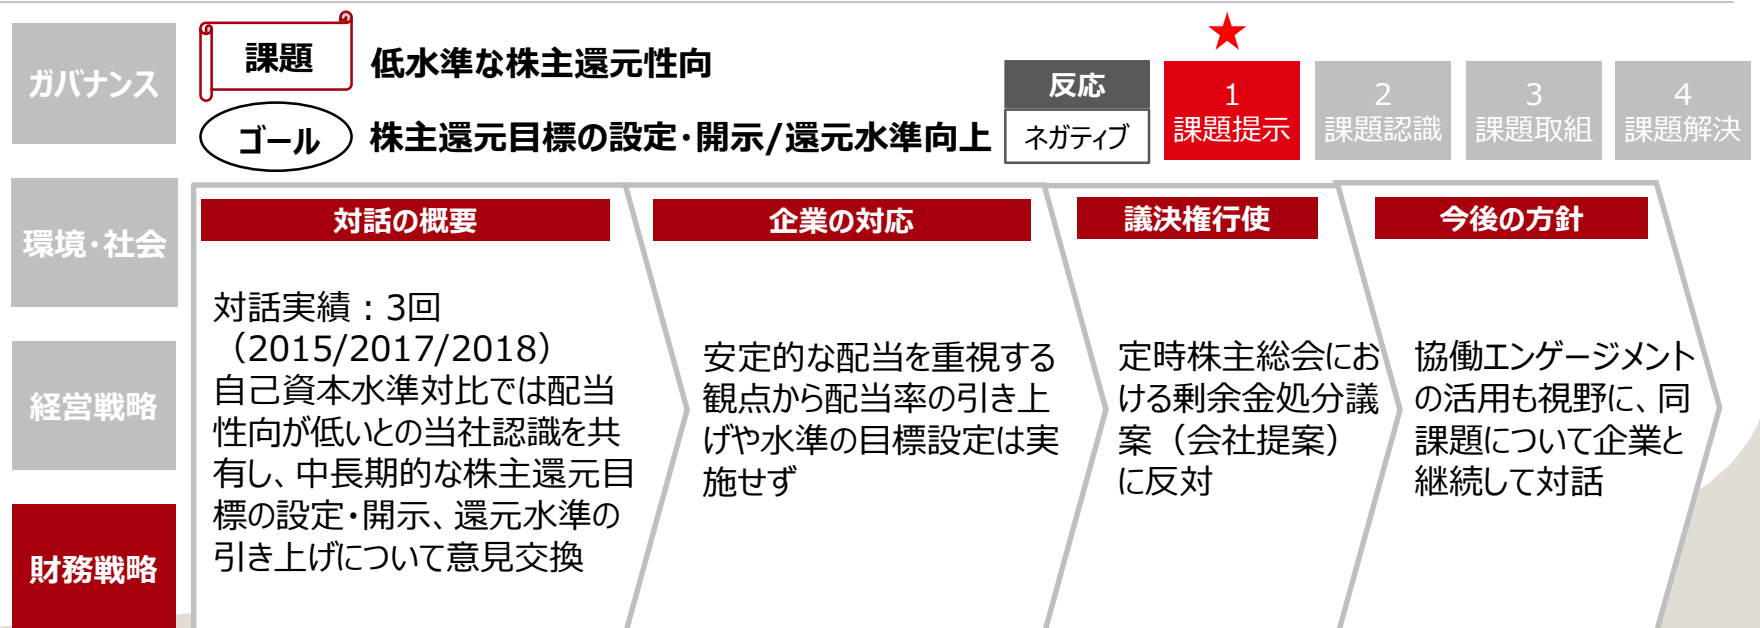 ガバナンス
環境・社会
経営戦略
財務戦略
課題
低水準な株主還元性向
ゴール
株主還元目標の設定・開示/還元水準向上
反応
ネガティブ
★
1
課題提示
2
課題認識
3
課題取組
4
課題解決
対話の概要
対話実績：3回
（2015/2017/2018）
自己資本水準対比では配当
性向が低いとの当社認識を共
有し、中長期的な株主還元目
標の設定・開示、還元水準の
引き上げについて意見交換
企業の対応
安定的な配当を重視する
観点から配当率の引き上
げや水準の目標設定は実
施せず
議決権行使
定時株主総会にお
ける剰余金処分議
案（会社提案）
に反対
今後の方針
協働エンゲージメント
の活用も視野に、同
課題について企業と
継続して対話